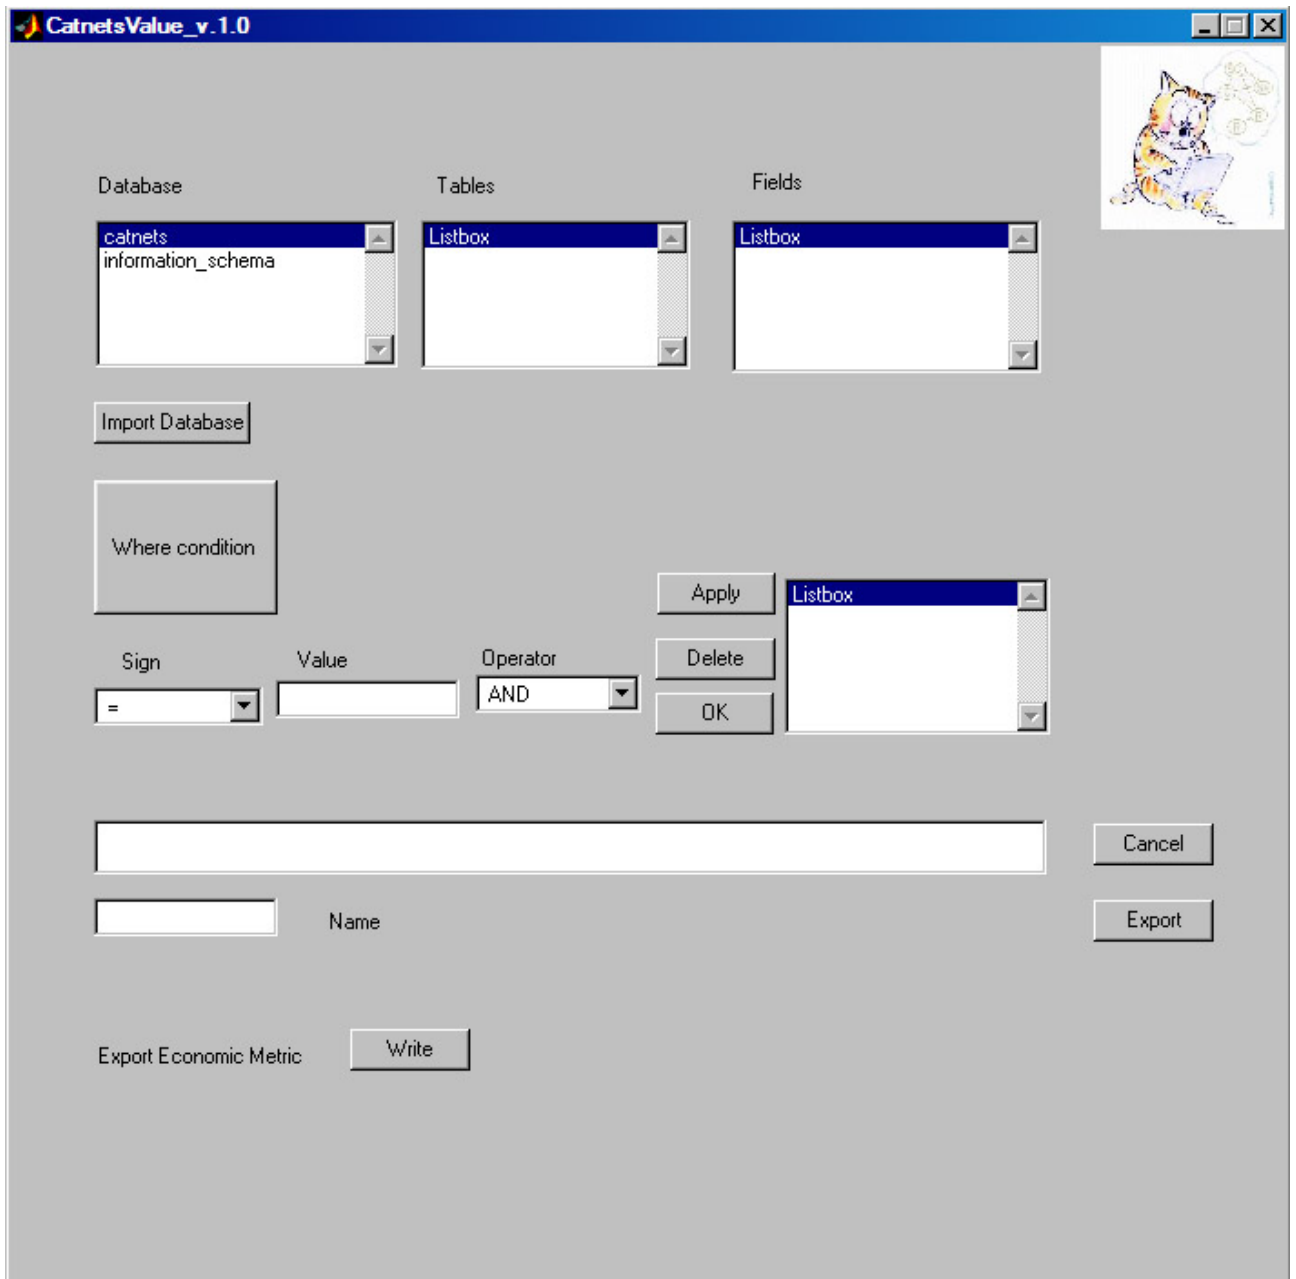 CatnetsValue_v.1.0
Database
Tables
Fields
catnets
information_schema
Listbox
Listbox
Import Database
Where condition
Apply
Delete
OK
Listbox
Sign
Value
Operator
=
AND
Cancel
Name
Export
Export Economic Metric
Write